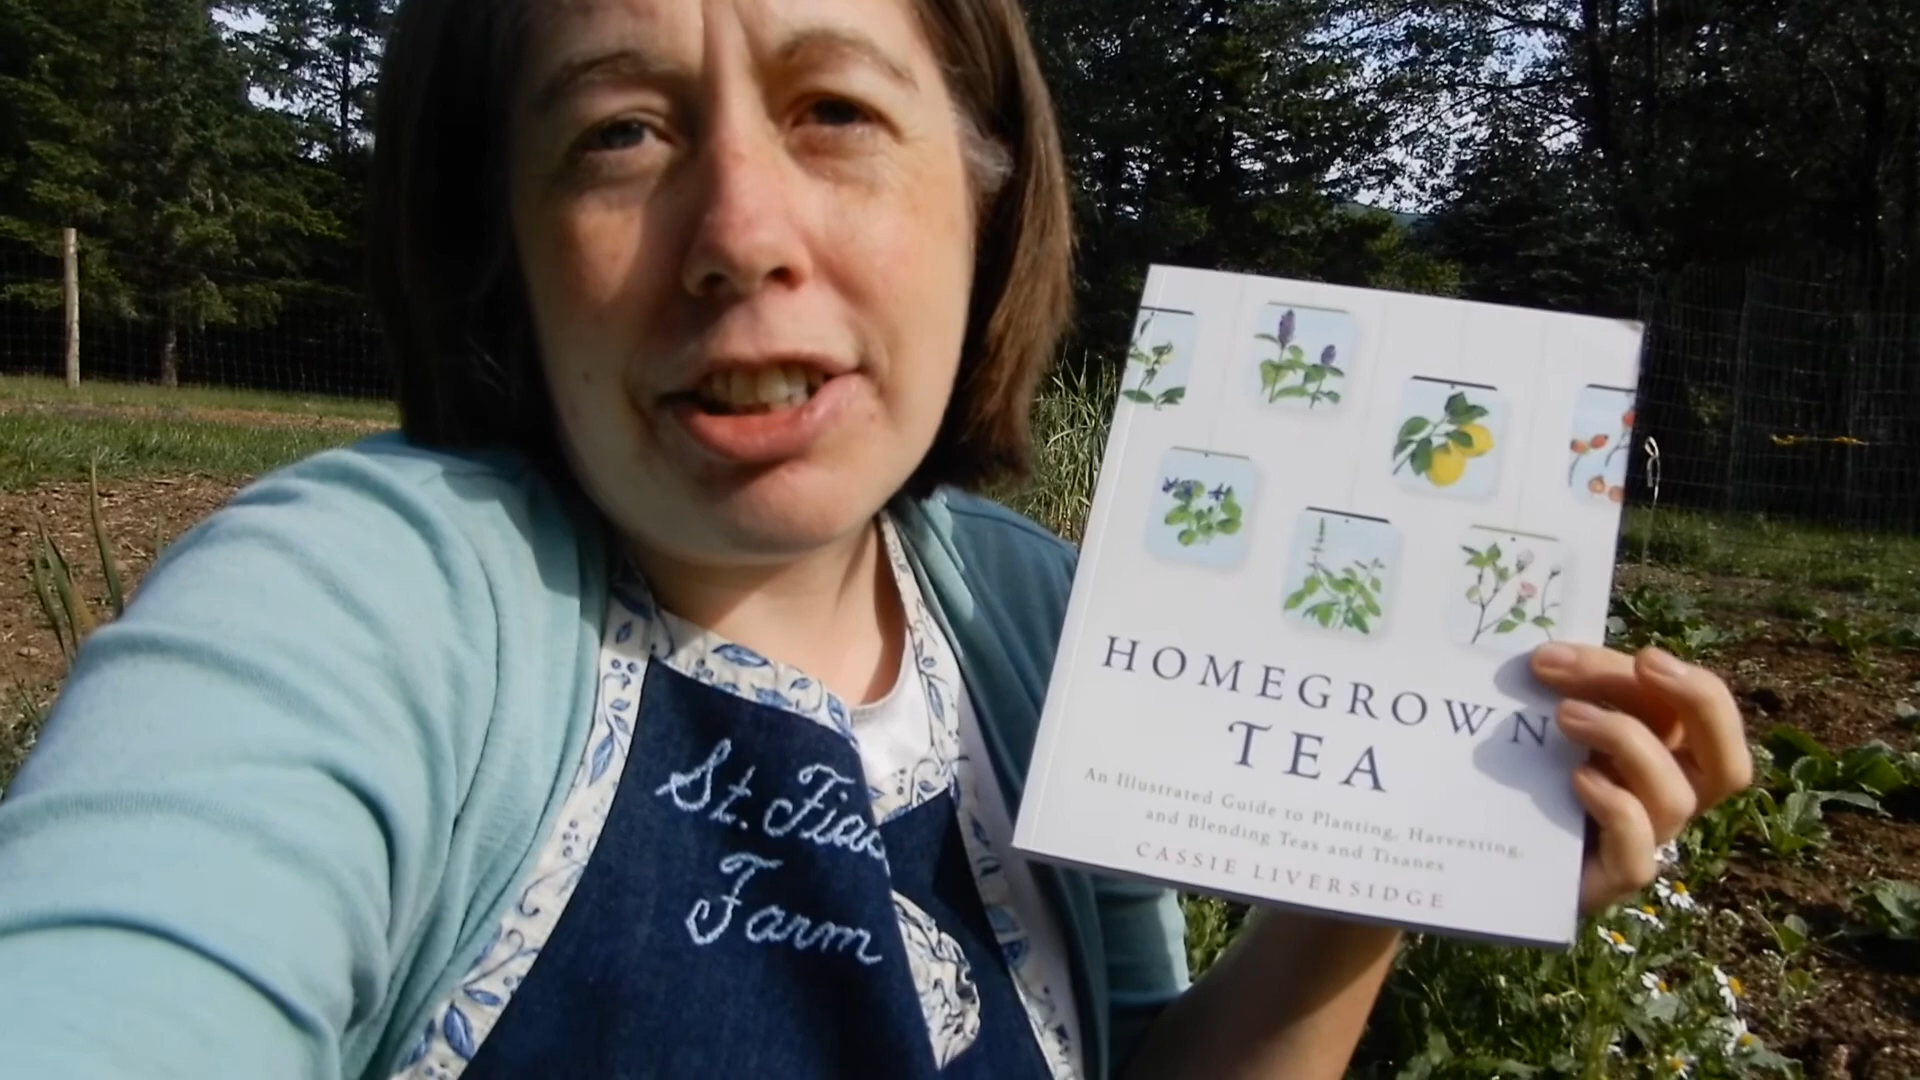 St. Fiac
Farm
HOMEGROWN
TEA
An Illustrated Guide to Planting, Harvesting,
and Blending Teas and Tisanes
CASSIE LIVERSIDGE